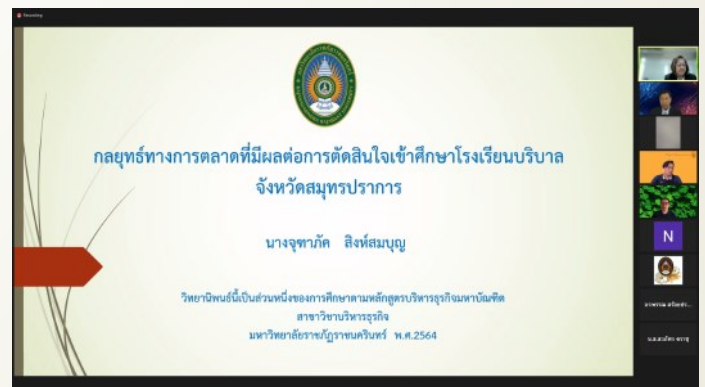 Recording
กลยุทธ์ทางการตลาดที่มีผลต่อการตัดสินใจเข้าศึกษาโรงเรียนบริบาล
จังหวัดสมุทรปราการ
นางจุฑาภัค สิงห์สมบุญ
วิทยานิพนธ์นี้เป็นส่วนหนึ่งของการศึกษาตามหลักสูตรบริหารธุรกิจมหาบัณฑิต
สาขาวิชาบริหารธุรกิจ
มหาวิทยาลัยราชภัฏราชนครินทร์ พ.ศ.2564
N